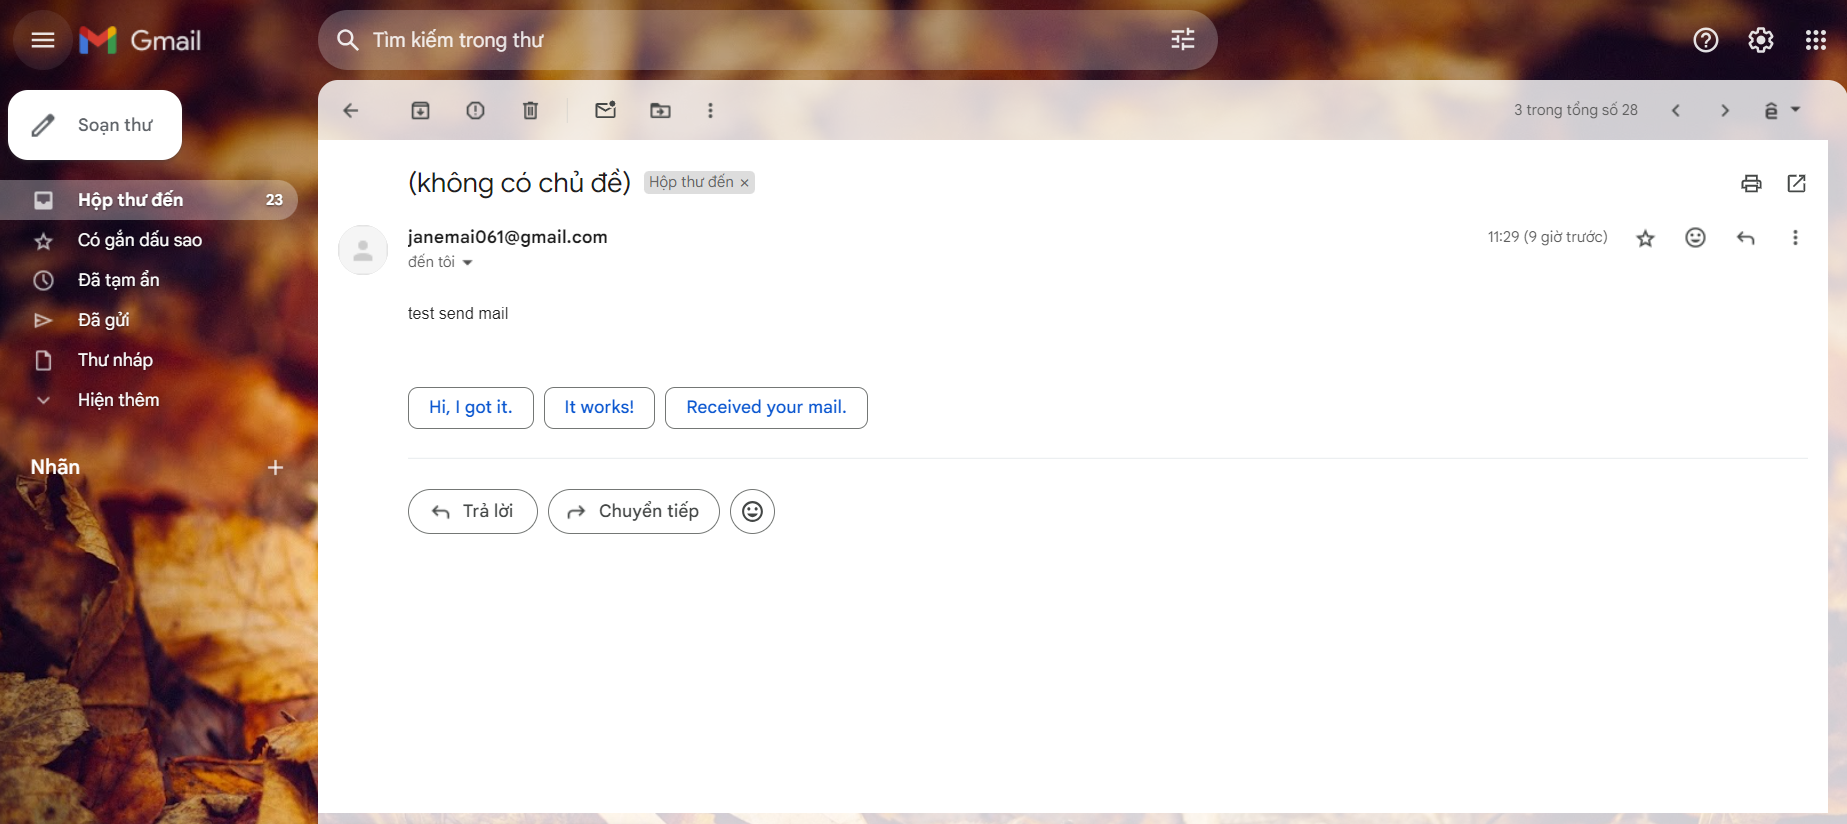 Gmail
Tìm kiếm trong thư
Soạn thư
Hộp thư đến 23
Có gắn dấu sao
Đã tạm ẩn
Đã gửi
Thư nháp
Hiện thêm
Nhãn
3 trong tổng số 28
ê
(không có chủ đề) Hộp thư đến ×
janemai061@gmail.com 11:29 (9 giờ trước)
đến tôi
test send mail
Hi, I got it. It works! Received your mail.
Trả lời Chuyển tiếp